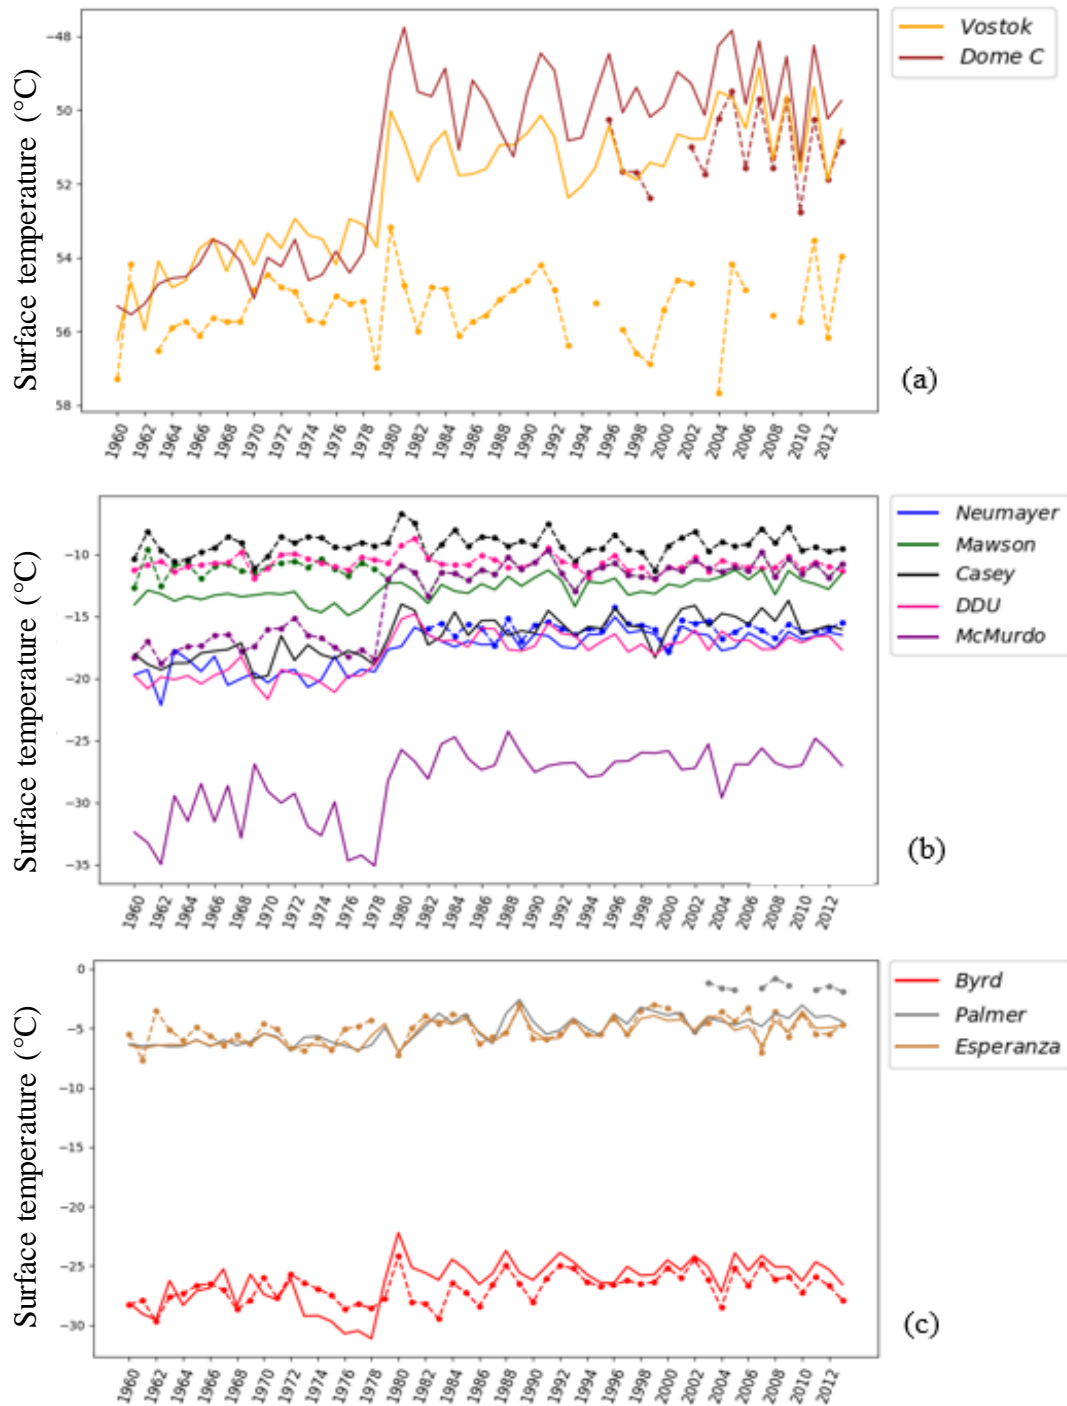 Surface temperature (°C)
−48
50
52
54
56
58
1960 1962 1964 1966 1968 1970 1972 1974 1976 1978 1980 1982 1984 1986 1988 1990 1992 1994 1996 1998 2000 2002 2004 2006 2008 2010 2012
Vostok
Dome C
(a)
Surface temperature (°C)
−10
−15
−20
−25
−30
−35
1960 1962 1964 1966 1968 1970 1972 1974 1976 1978 1980 1982 1984 1986 1988 1990 1992 1994 1996 1998 2000 2002 2004 2006 2008 2010 2012
Neumayer
Mawson
Casey
DDU
McMurdo
(b)
Surface temperature (°C)
0
−5
−10
−15
−20
−25
−30
1960 1962 1964 1966 1968 1970 1972 1974 1976 1978 1980 1982 1984 1986 1988 1990 1992 1994 1996 1998 2000 2002 2004 2006 2008 2010 2012
Byrd
Palmer
Esperanza
(c)